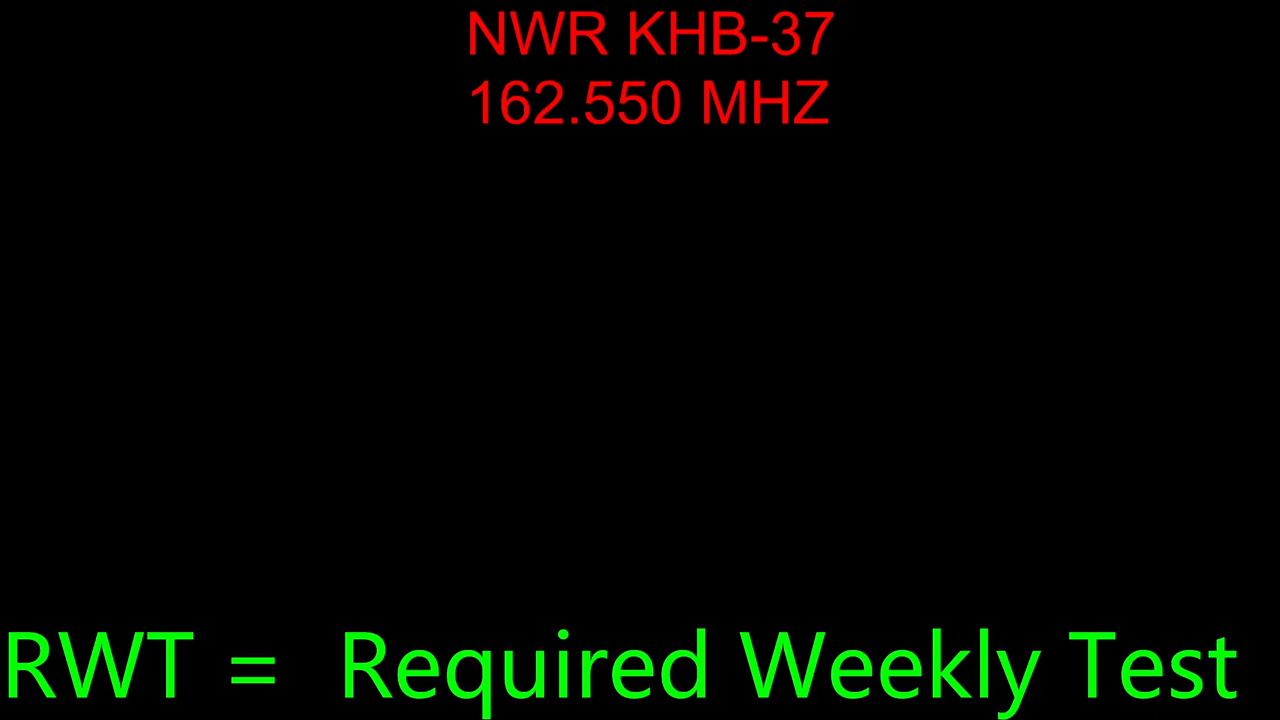 NWR KHB-37
162.550 MHZ
RWT =  Required Weekly Test